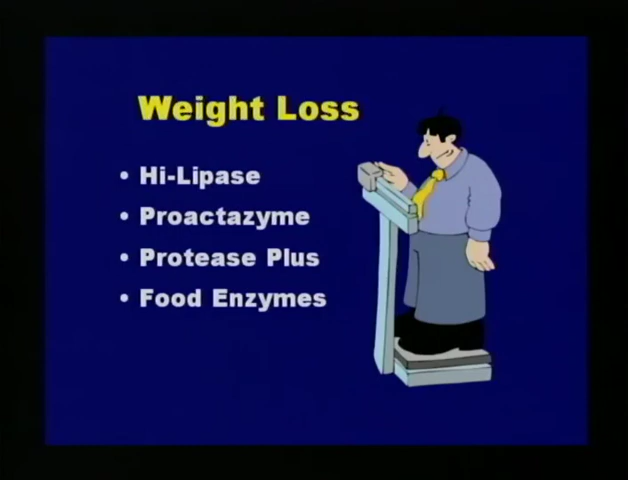 Weight Loss
• Hi-Lipase
• Proactazyme
• Protease Plus
• Food Enzymes